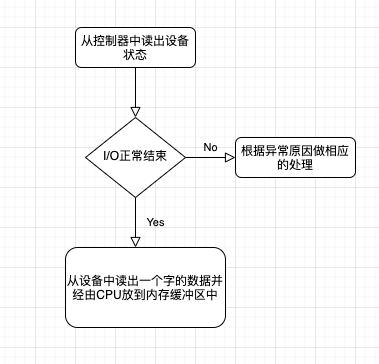 从控制器中读出设备
状态
I/O正常结束
No
根据异常原因做相应
的处理
Yes
从设备中读出一个字的数据并
经由CPU放到内存缓冲区中